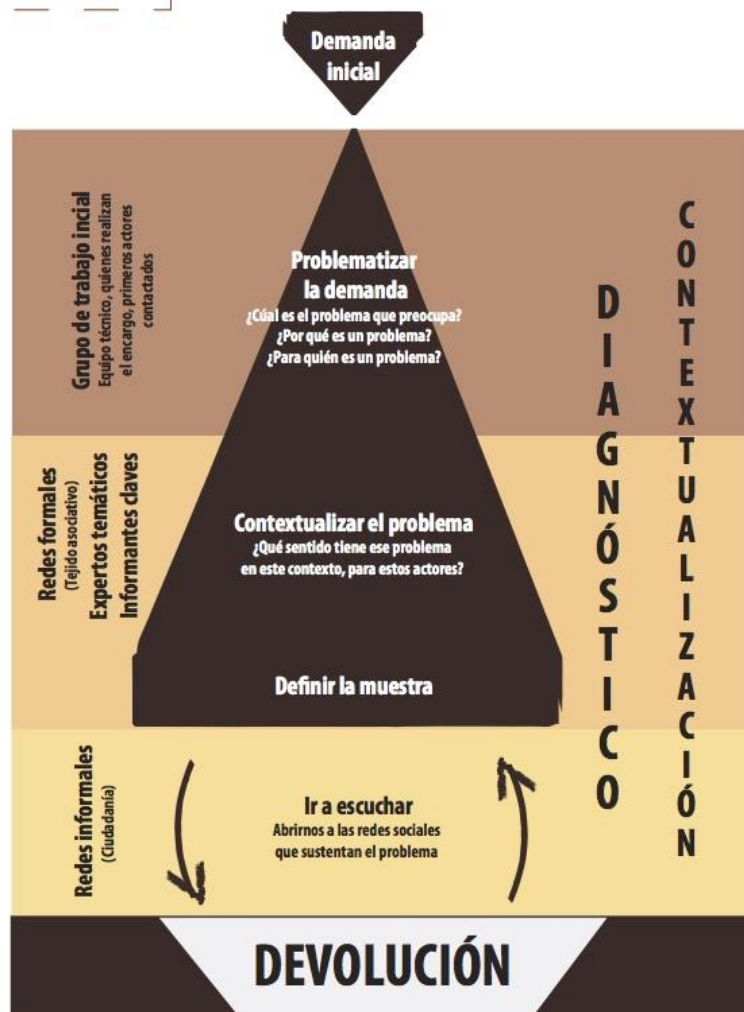 Demanda
inicial
Grupo de trabajo incial
Equipo técnico, quienes realizan
el encargo, primeros actores
contactados
Problematizar
la demanda
¿Cúal es el problema que preocupa?
¿Por qué es un problema?
¿Para quién es un problema?
Redes formales
(Tejido asociativo)
Expertos temáticos
Informantes claves
Contextualizar el problema
¿Qué sentido tiene ese problema
en este contexto, para estos actores?
Definir la muestra
Redes informales
(Ciudadanía)
Ir a escuchar
Abrirnos a las redes sociales
que sustentan el problema
DIAGNÓSTICO
CONTEXTUALIZACIÓN
DEVOLUCIÓN